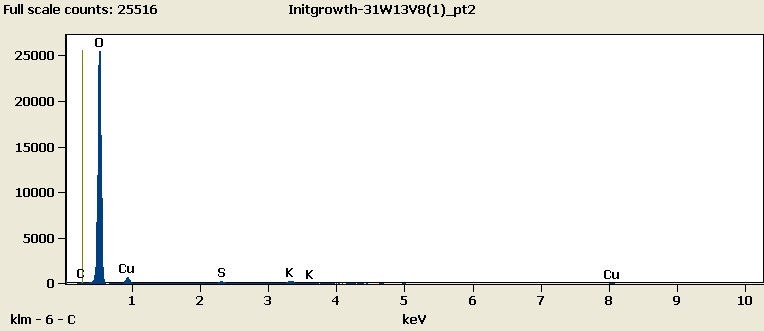 Full scale counts: 25516 Initgrowth-31W13V8(1)_pt2
O
25000
20000
15000
10000
5000
0
C Cu S K K Cu
1 2 3 4 5 6 7 8 9 10
klm - 6 - C keV